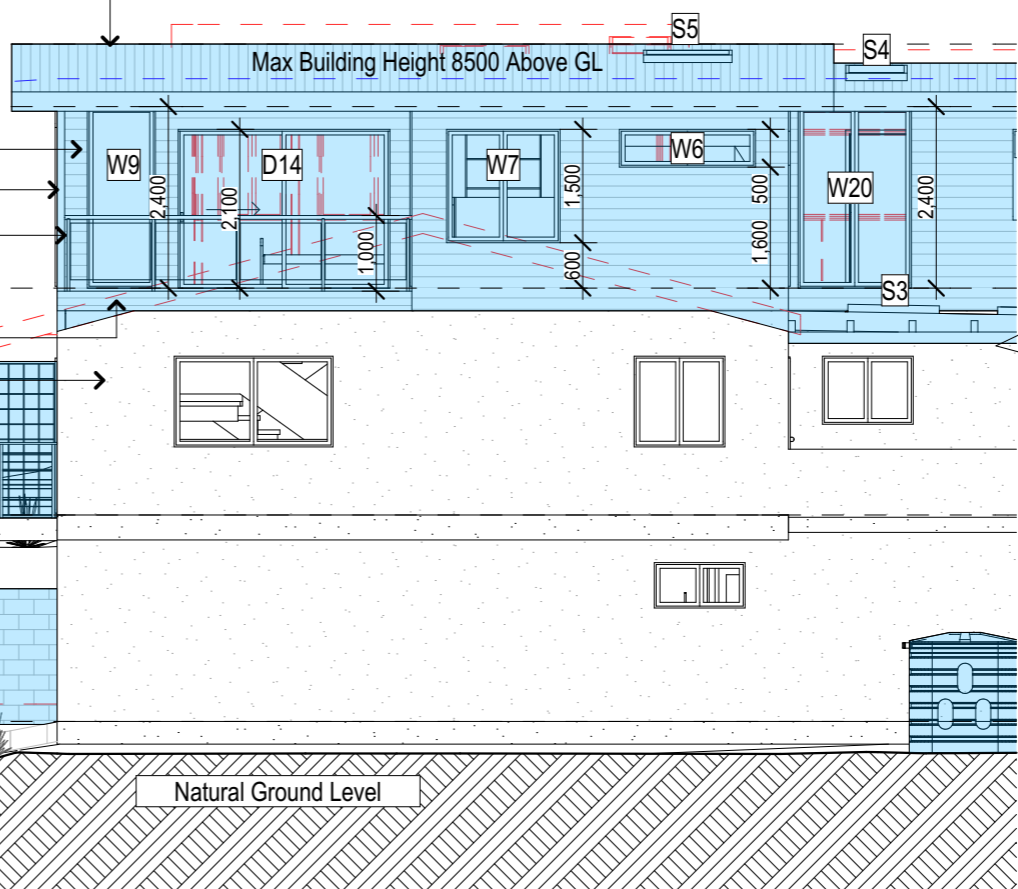 S5
S4
Max Building Height 8500 Above GL
W9
D14
W7
W6
W20
2,400
2,100
1,000
1,500
600
500
1,600
2,400
S3
Natural Ground Level